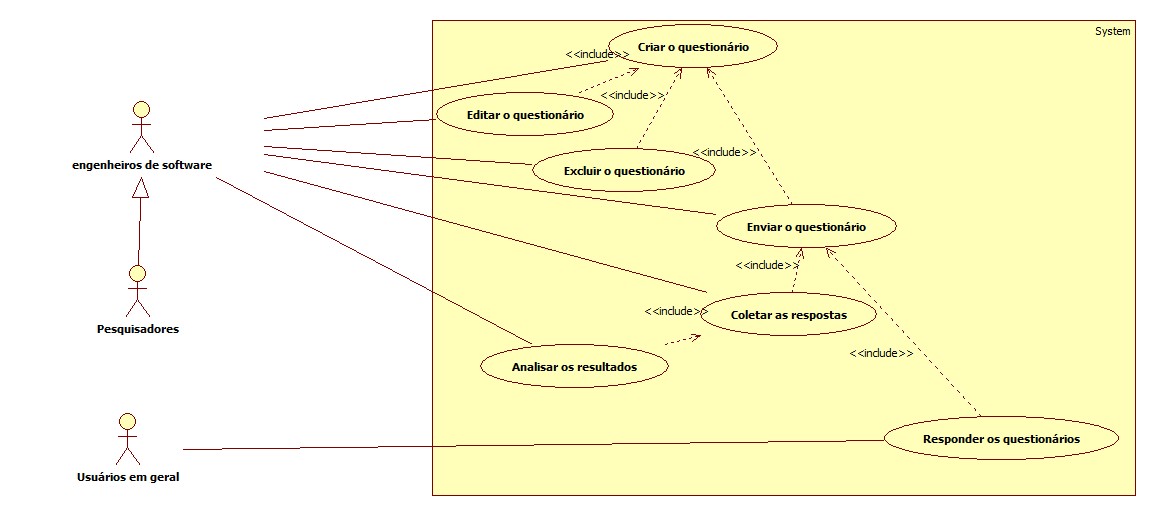 System
Criar o questionário
<<include>>
<<include>>
Editar o questionário
<<include>>
engenheiros de software
Excluir o questionário
Enviar o questionário
<<include>>
Pesquisadores
<<include>>
Coletar as respostas
<<include>>
Analisar os resultados
Responder os questionários
Usuários em geral